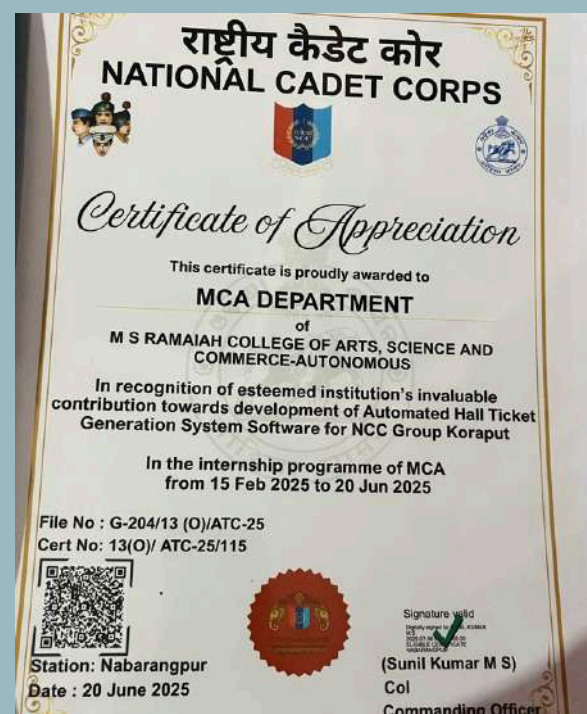 राष्ट्रीय कैडेट कोर
NATIONAL CADET CORPS
Certificate of Appreciation
This certificate is proudly awarded to
MCA DEPARTMENT
of
M S RAMAIAH COLLEGE OF ARTS, SCIENCE AND
COMMERCE-AUTONOMOUS
In recognition of esteemed institution's invaluable
contribution towards development of Automated Hall Ticket
Generation System Software for NCC Group Koraput
In the internship programme of MCA
from 15 Feb 2025 to 20 Jun 2025
File No : G-204/13 (O)/ATC-25
Cert No: 13(O)/ ATC-25/115
Signature valid
Station: Nabarangpur
(Sunil Kumar M S)
Date : 20 June 2025
Col
Commanding Officer